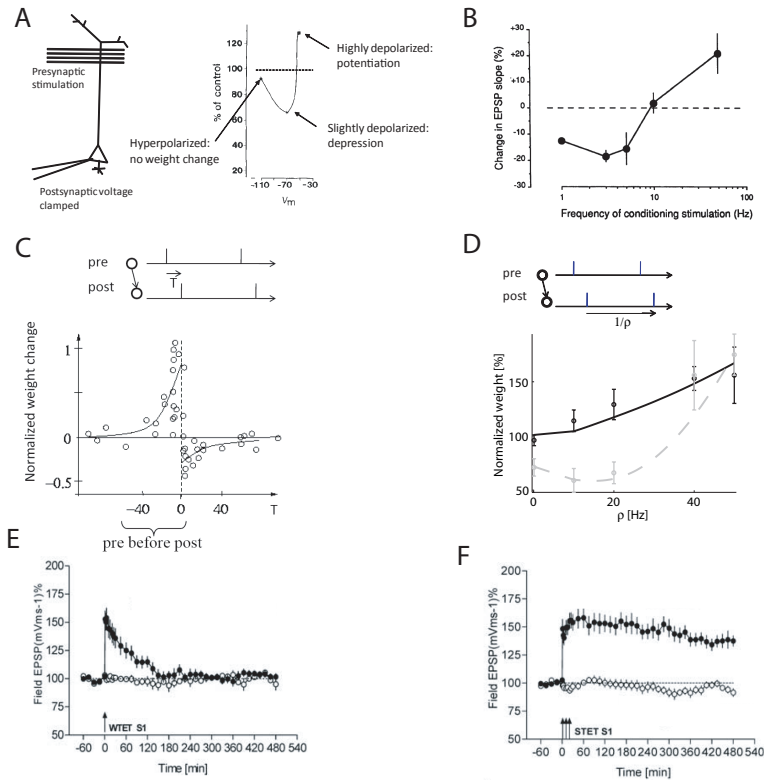 A
Presynaptic
stimulation
Postsynaptic voltage
clamped
Hyperpolarized:
no weight change
% of control
120
100
80
60
40
20
-110 -70 -30
Vm
Highly depolarized:
potentiation
Slightly depolarized:
depression
B
Change in EPSP slope (%)
+30
+20
+10
0
-10
-20
-30
1 10 100
Frequency of conditioning stimulation (Hz)
C
pre
T
post
Normalized weight change
1
0
-0.5
-40 0 40 T
pre before post
D
pre
post
1/ρ
Normalized weight [%]
150
100
50
0 20 40
ρ [Hz]
E
Field EPSP(mVms-1)%
200
175
150
125
100
75
50
WTET S1
-60 0 60 120 180 240 300 360 420 480 540
Time [min]
F
Field EPSP(mVms-1)%
200
175
150
125
100
75
50
STET S1
-60 0 60 120 180 240 300 360 420 480 540
Time [min]